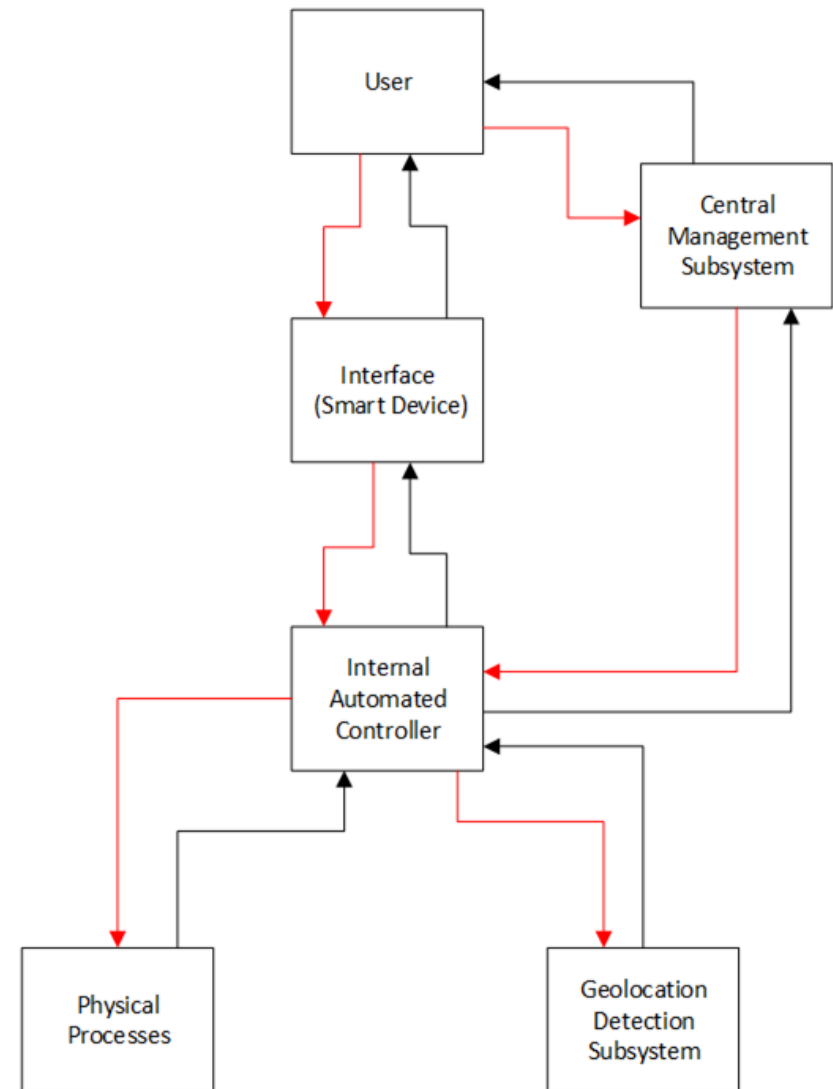 User
Central
Management
Subsystem
Interface
(Smart Device)
Internal
Automated
Controller
Physical
Processes
Geolocation
Detection
Subsystem